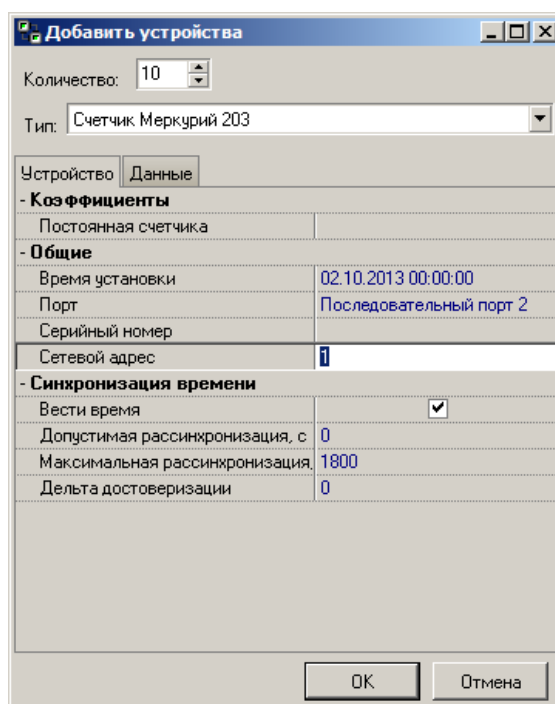 Добавить устройства
Количество: 10
Тип: Счетчик Меркурий 203
Устройство Данные
- Коэффициенты
Постоянная счетчика
- Общие
Время установки 02.10.2013 00:00:00
Порт Последовательный порт 2
Серийный номер
Сетевой адрес 1
- Синхронизация времени
Вести время
Допустимая рассинхронизация, с 0
Максимальная рассинхронизация, 1800
Дельта достоверизации 0
OK Отмена